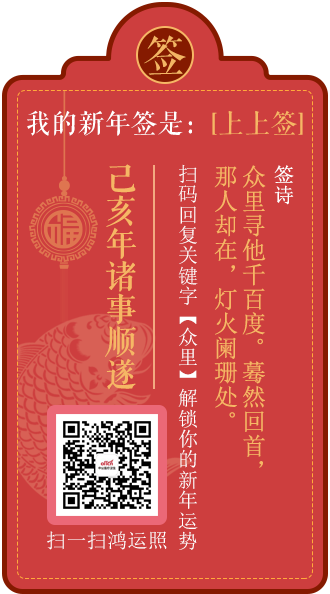 签
我的新年签是：[上上签]
签诗
众里寻他千百度。蓦然回首，
那人却在，灯火阑珊处。
扫码回复关键字【众里】解锁你的新年运势
己亥年诸事顺遂
福
扫一扫鸿运照